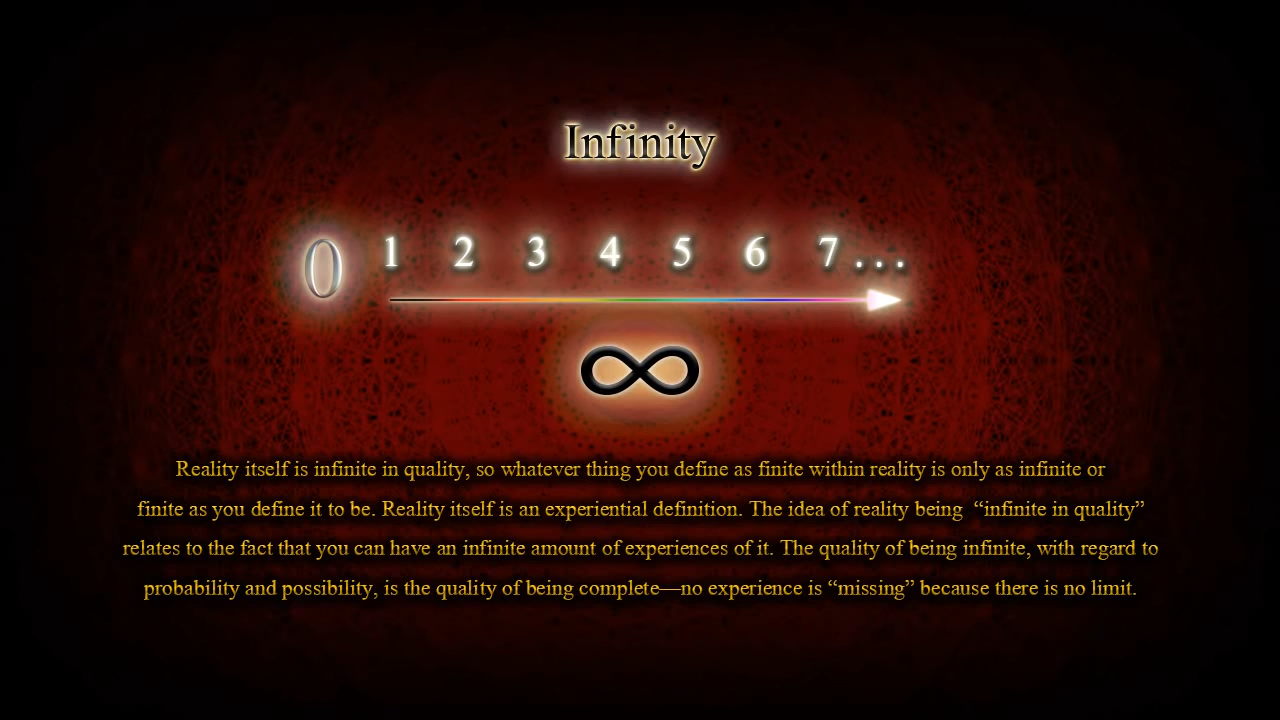 Infinity
0 1 2 3 4 5 6 7 . . .
∞
Reality itself is infinite in quality, so whatever thing you define as finite within reality is only as infinite or
finite as you define it to be. Reality itself is an experiential definition. The idea of reality being “infinite in quality”
relates to the fact that you can have an infinite amount of experiences of it. The quality of being infinite, with regard to
probability and possibility, is the quality of being complete—no experience is “missing” because there is no limit.